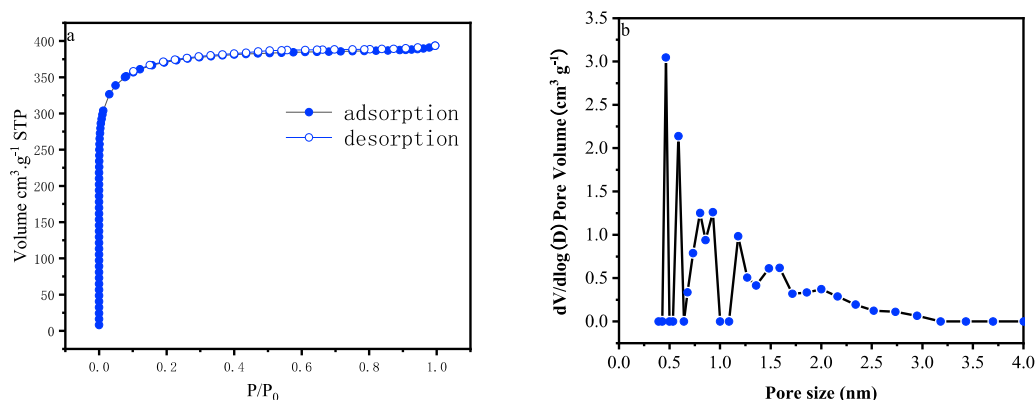 a
400
350
300
250
200
150
100
50
0
Volume cm³.g⁻¹ STP
adsorption
desorption
0.0 0.2 0.4 0.6 0.8 1.0
P/P₀
b
3.5
3.0
2.5
2.0
1.5
1.0
0.5
0.0
dV/dlog(D) Pore Volume (cm³ g⁻¹)
0.0 0.5 1.0 1.5 2.0 2.5 3.0 3.5 4.0
Pore size (nm)